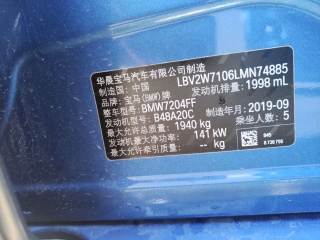 华晨宝马汽车有限公司制造
制造国: 中国 LBV2W7106LMN74885
品牌: 宝马(BMW)牌 发动机排量: 1998 mL
整车型号: BMW7204FF
发动机型号: B48A20C 制造年月: 2019-09
最大允许总质量: 1940 kg 乘坐人数: 5
发动机最大净功率: 141 kW
最大允许牵引质量: -- kg